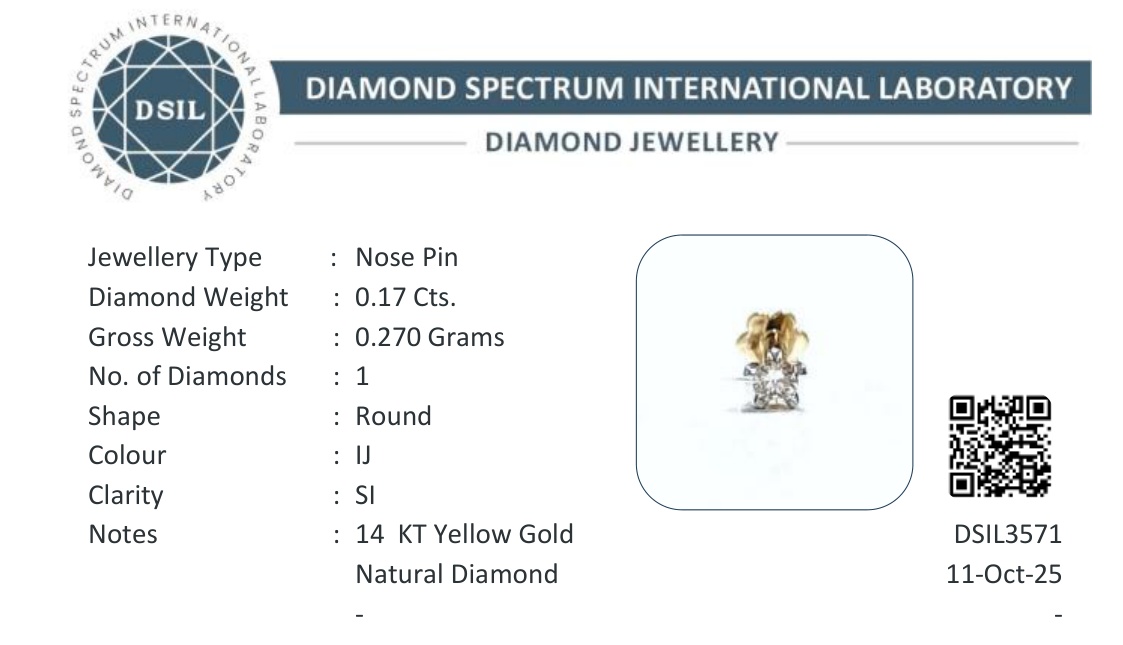 DIAMOND SPECTRUM INTERNATIONAL LABORATORY
DSIL
DIAMOND SPECTRUM INTERNATIONAL LABORATORY
DIAMOND JEWELLERY
Jewellery Type : Nose Pin
Diamond Weight : 0.17 Cts.
Gross Weight : 0.270 Grams
No. of Diamonds : 1
Shape : Round
Colour : IJ
Clarity : SI
Notes : 14 KT Yellow Gold
Natural Diamond
-
DSIL3571
11-Oct-25
-